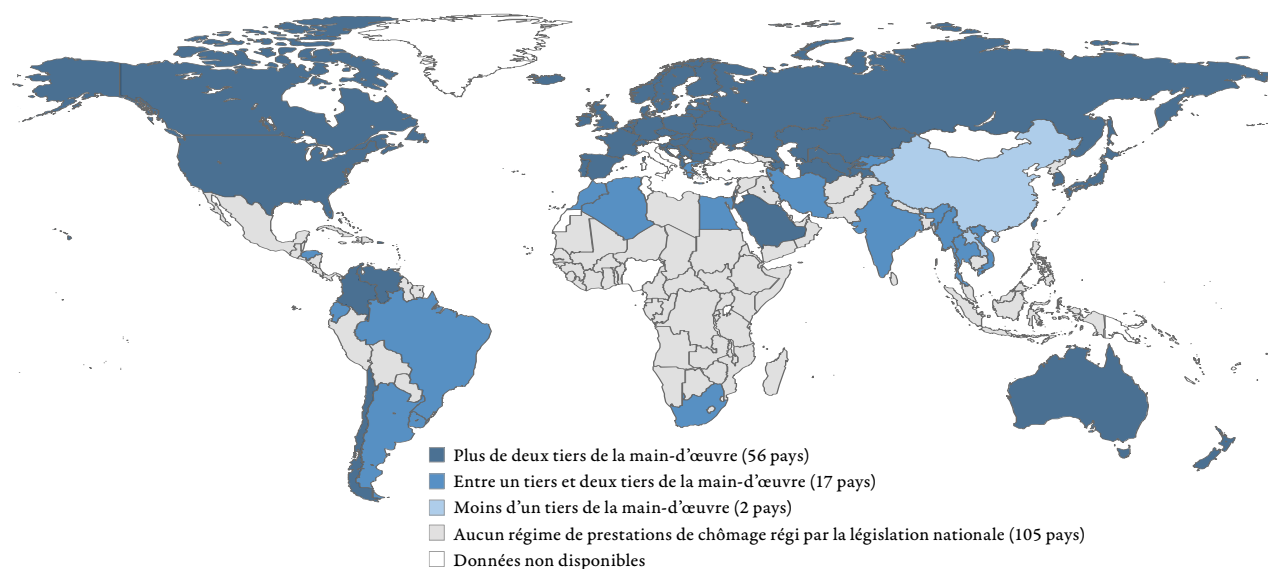 Plus de deux tiers de la main-d’œuvre (56 pays)
Entre un tiers et deux tiers de la main-d’œuvre (17 pays)
Moins d’un tiers de la main-d’œuvre (2 pays)
Aucun régime de prestations de chômage régi par la législation nationale (105 pays)
Données non disponibles